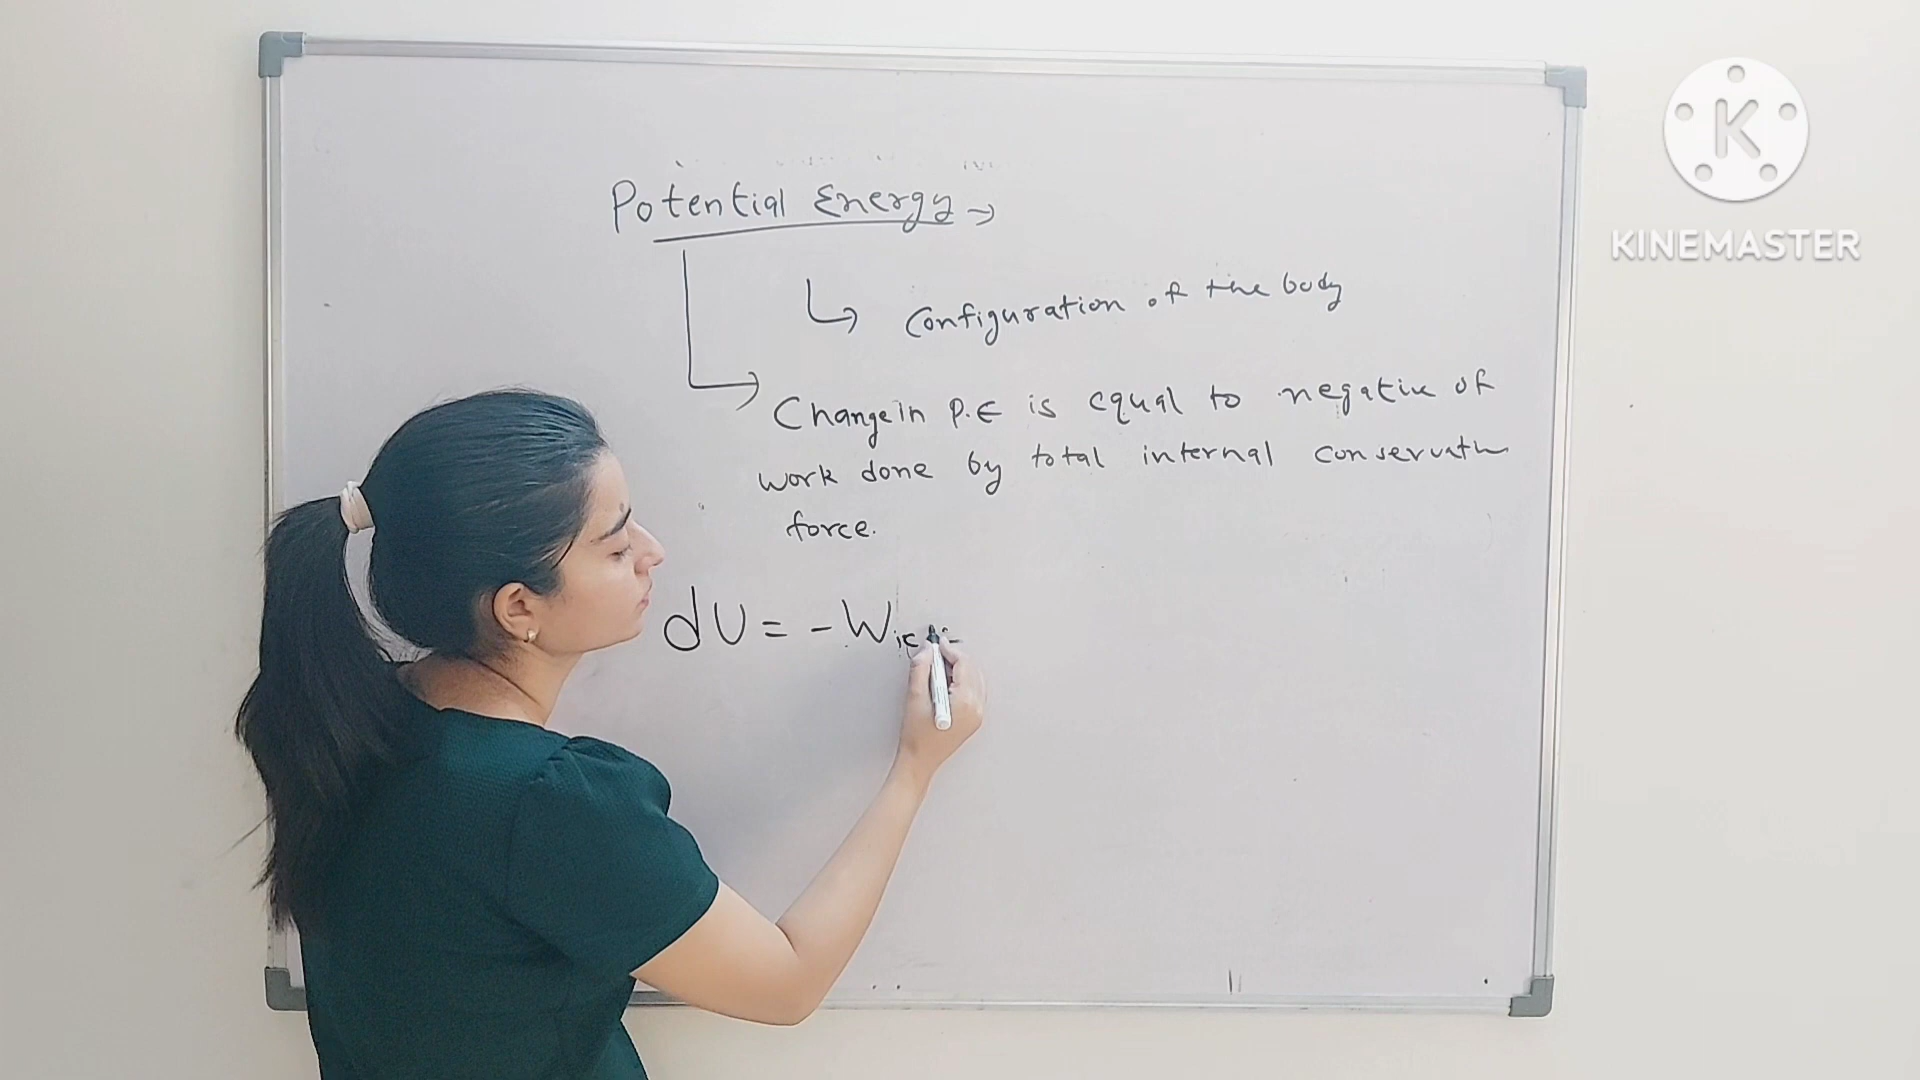 Potential Energy →
↳ Configuration of the body
→ Change in P.E is equal to negative of
work done by total internal conservative
force.
dU = - Wic
K
KINEMASTER